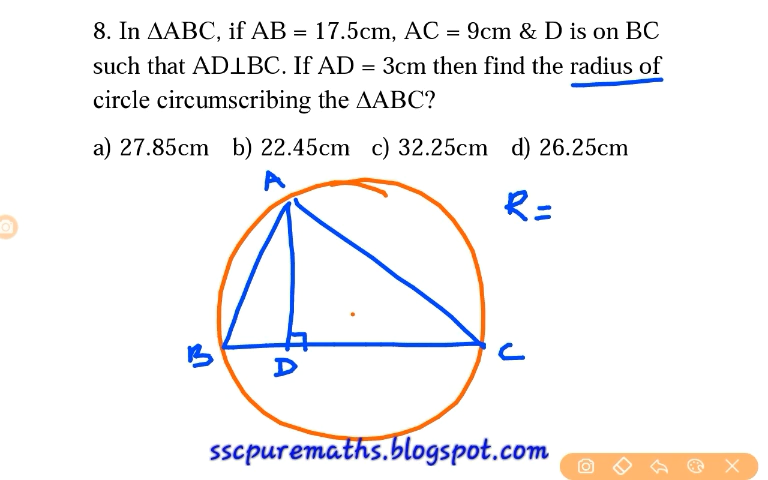 8. In ΔABC, if AB = 17.5cm, AC = 9cm & D is on BC
such that AD⊥BC. If AD = 3cm then find the radius of
circle circumscribing the ΔABC?
a) 27.85cm b) 22.45cm c) 32.25cm d) 26.25cm
A
R =
B
D
C
sscpuremaths.blogspot.com